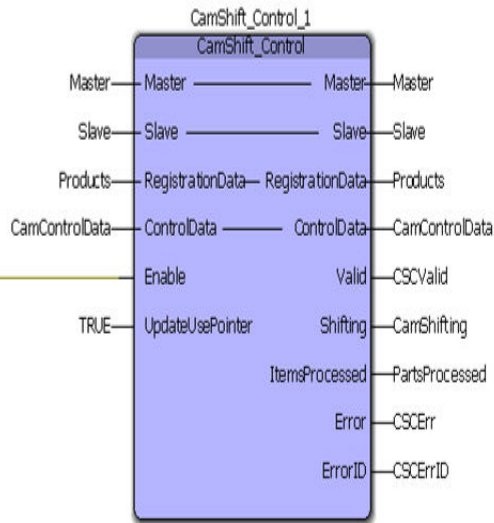 CamShift_Control_1
CamShift_Control
Master Master Master Master
Slave Slave Slave Slave
Products RegistrationData RegistrationData Products
CamControlData ControlData ControlData CamControlData
Enable Valid CSCValid
TRUE UpdateUsePointer Shifting CamShifting
ItemsProcessed PartsProcessed
Error CSCErr
ErrorID CSCErrID